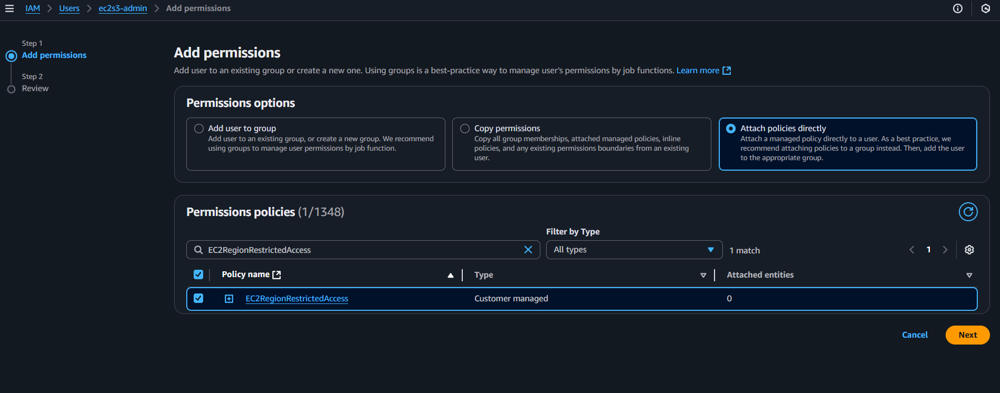 IAM > Users > ec2s3-admin > Add permissions
Step 1
Add permissions
Step 2
Review
Add permissions
Add user to an existing group or create a new one. Using groups is a best-practice way to manage user's permissions by job functions. Learn more
Permissions options
Add user to group
Add user to an existing group, or create a new group. We recommend
using groups to manage user permissions by job function.
Copy permissions
Copy all group memberships, attached managed policies, inline
policies, and any existing permissions boundaries from an existing
user.
Attach policies directly
Attach a managed policy directly to a user. As a best practice, we
recommend attaching policies to a group instead. Then, add the user
to the appropriate group.
Permissions policies (1/1348)
Filter by Type
EC2RegionRestrictedAccess
All types
1 match
1
Policy name
Type
Attached entities
EC2RegionRestrictedAccess
Customer managed
0
Cancel
Next